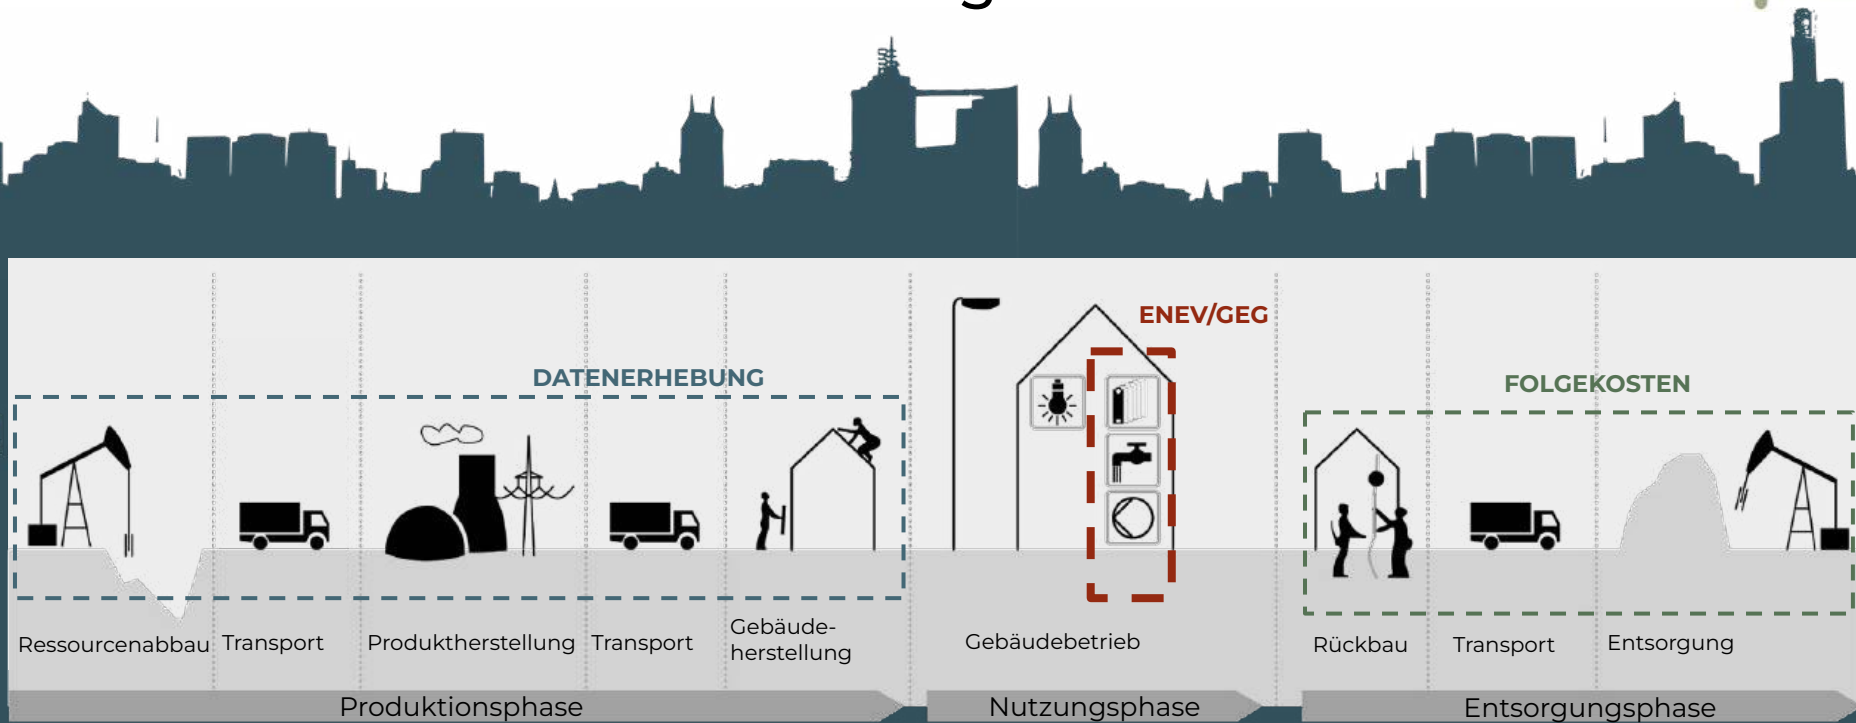 DATENERHEBUNG
ENEV/GEG
FOLGEKOSTEN
Ressourcenabbau
Transport
Produktherstellung
Transport
Gebäude-
herstellung
Gebäudebetrieb
Rückbau
Transport
Entsorgung
Produktionsphase
Nutzungsphase
Entsorgungsphase